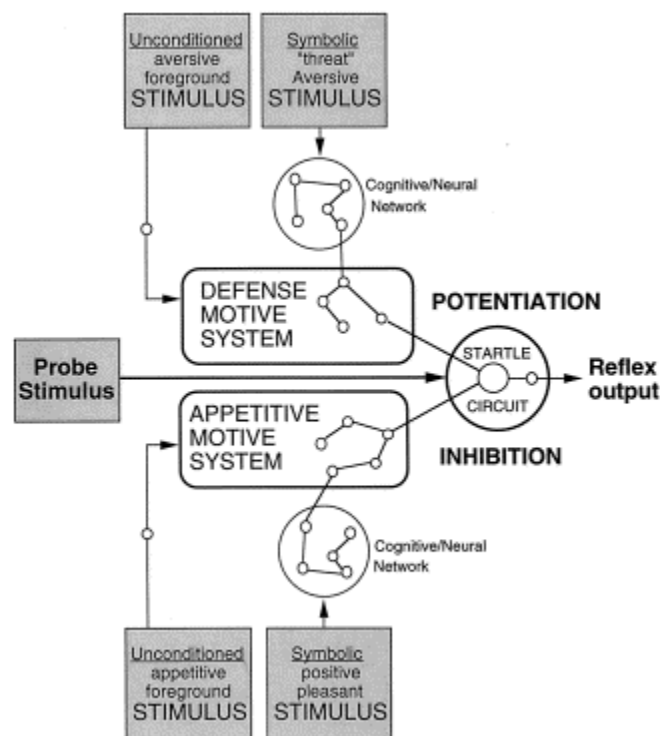 Unconditioned
aversive
foreground
STIMULUS
Symbolic
"threat"
Aversive
STIMULUS
Cognitive/Neural
Network
DEFENSE
MOTIVE
SYSTEM
POTENTIATION
Probe
Stimulus
STARTLE
CIRCUIT
Reflex
output
APPETITIVE
MOTIVE
SYSTEM
INHIBITION
Cognitive/Neural
Network
Unconditioned
appetitive
foreground
STIMULUS
Symbolic
positive
pleasant
STIMULUS